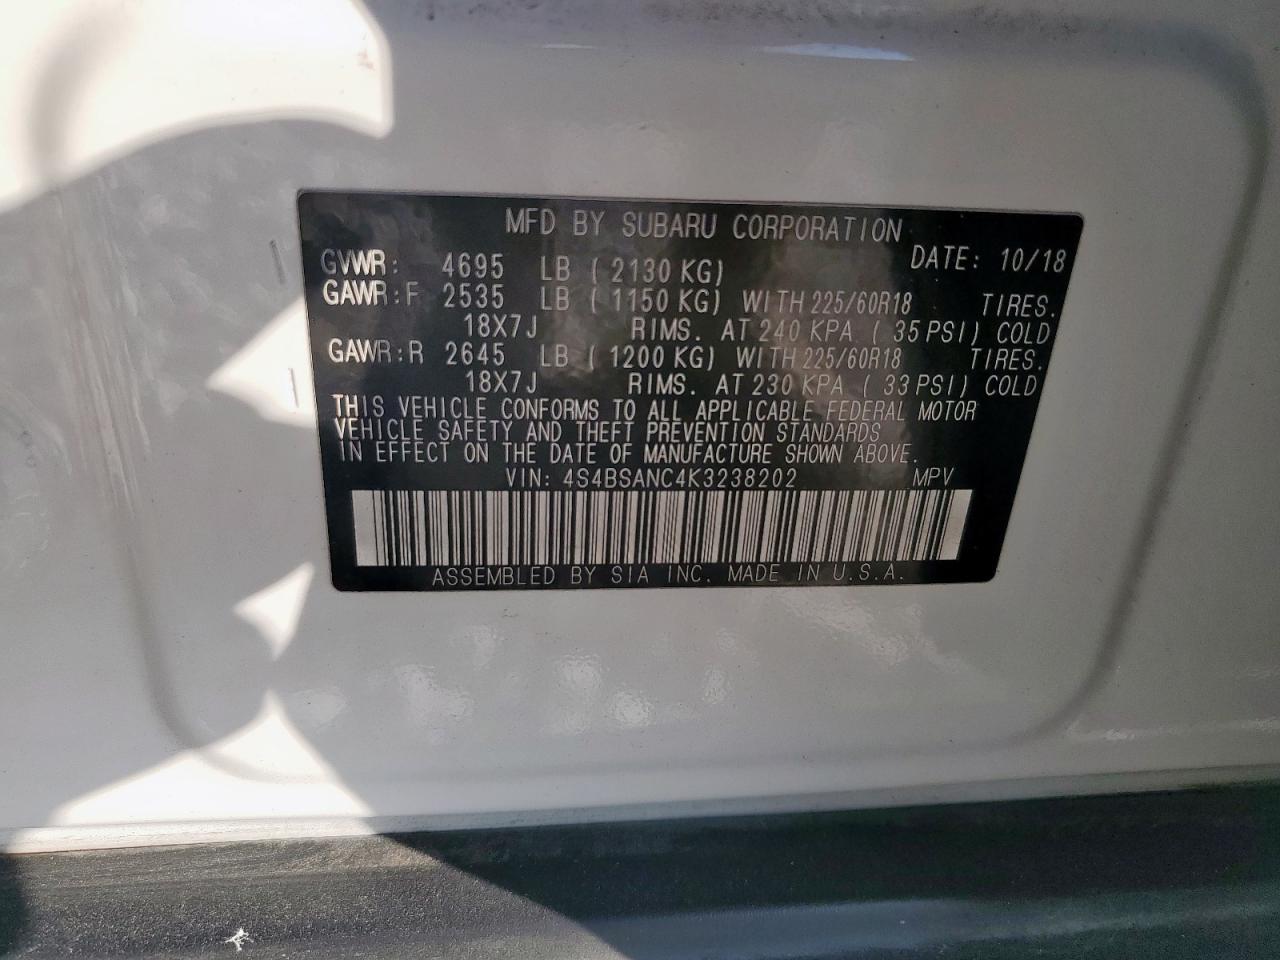 MFD BY SUBARU CORPORATION
DATE: 10/18
GVWR: 4695 LB ( 2130 KG)
GAWR:F 2535 LB ( 1150 KG) WITH 225/60R18 TIRES.
18X7J RIMS. AT 240 KPA ( 35 PSI) COLD
GAWR:R 2645 LB ( 1200 KG) WITH 225/60R18 TIRES.
18X7J RIMS. AT 230 KPA ( 33 PSI) COLD
THIS VEHICLE CONFORMS TO ALL APPLICABLE FEDERAL MOTOR
VEHICLE SAFETY AND THEFT PREVENTION STANDARDS
IN EFFECT ON THE DATE OF MANUFACTURE SHOWN ABOVE.
VIN: 4S4BSANC4K3238202 MPV
ASSEMBLED BY SIA INC. MADE IN U.S.A.